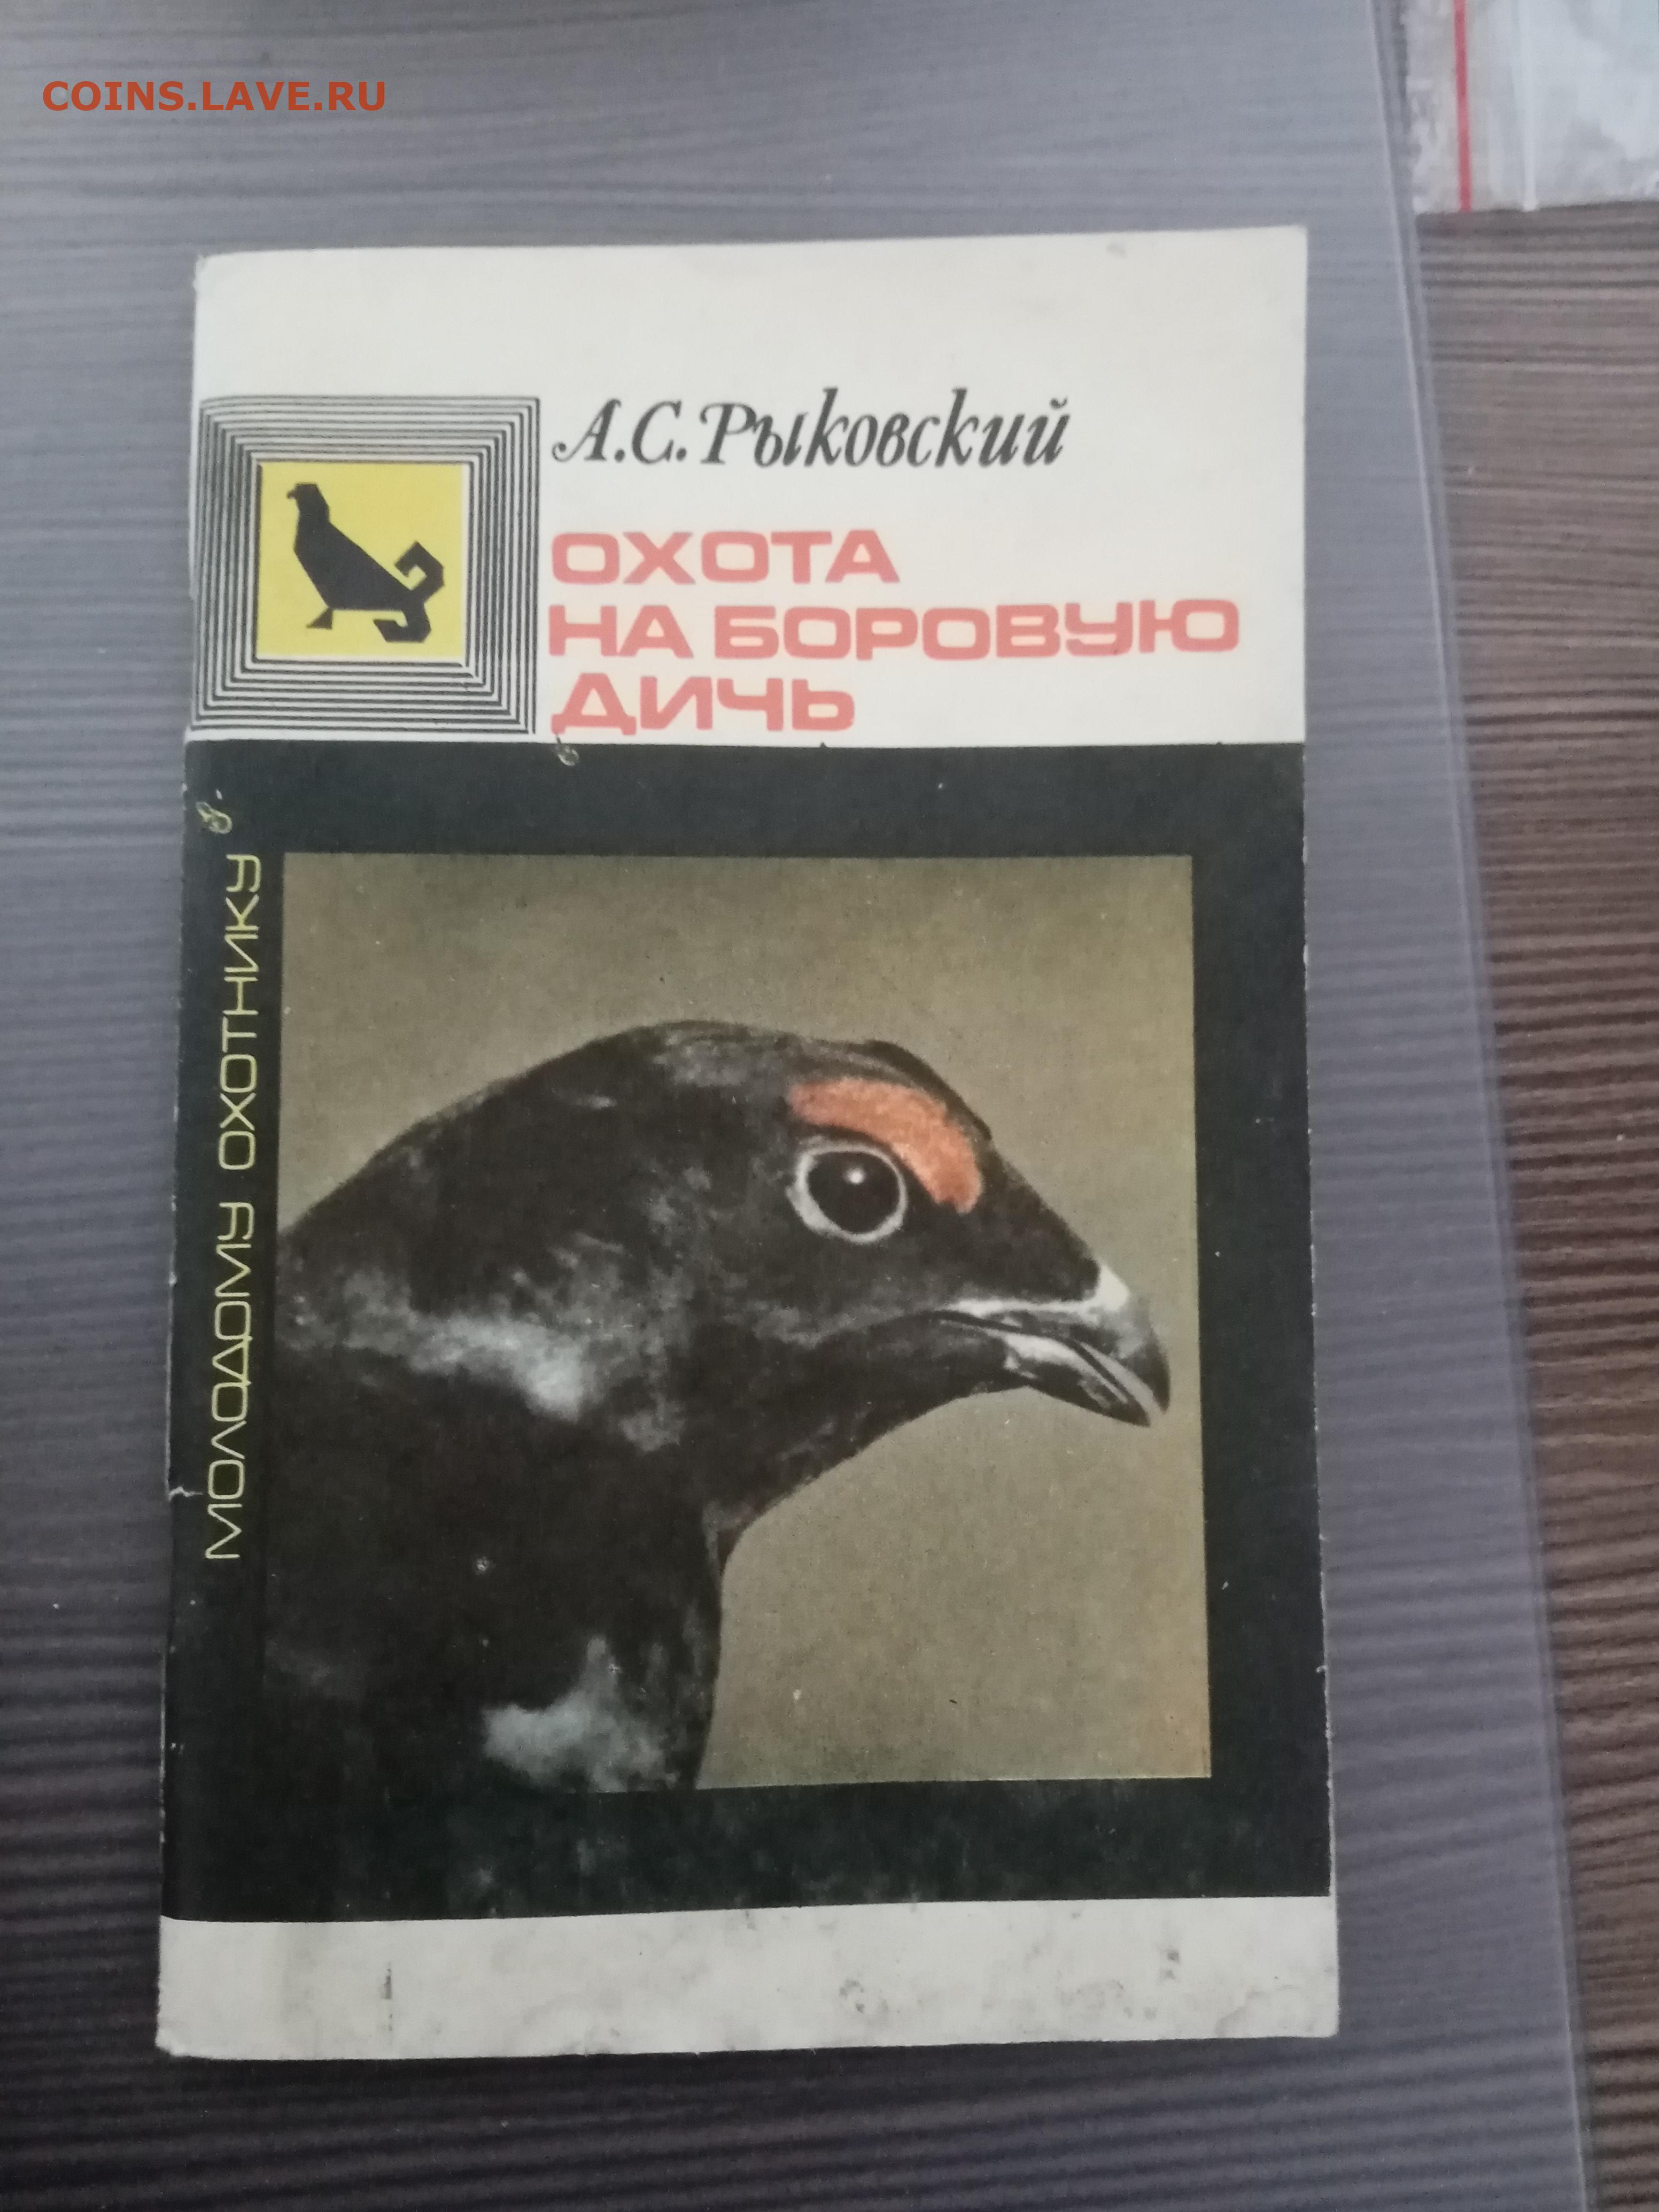 COINS.LAVE.RU
А.С. Рыковский
ОХОТА
НА БОРОВУЮ
ДИЧЬ
МОЛОДОМУ ОХОТНИКУ